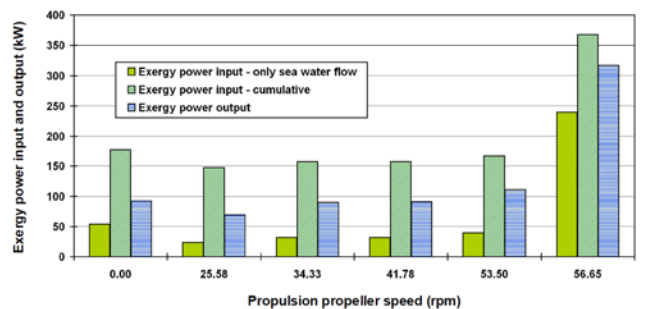 Exergy power input and output (kW)
400
350
300
250
200
150
100
50
0
Exergy power input - only sea water flow
Exergy power input - cumulative
Exergy power output
0.00 25.58 34.33 41.78 53.50 56.65
Propulsion propeller speed (rpm)